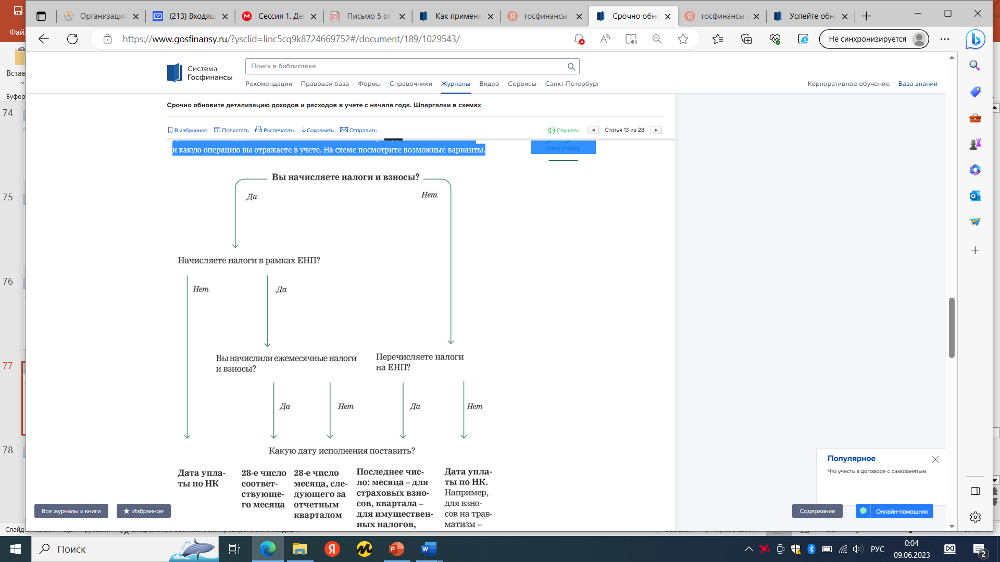 Организация
(213) Входящ
Сессия 1. Де
Письмо 5 от
Как применя
госфинансы
Срочно обно
госфинансы
Успейте обн
https://www.gosfinansy.ru/?ysclid=linc5cq9k8724669752#/document/189/1029543/
Не синхронизируется
Фай
Встав
Буфер
74
75
76
77
78
Система
Госфинансы
Поиск в библиотеке
Рекомендации Правовая база Формы Справочники Журналы Видео Сервисы Санкт-Петербург
Корпоративное обучение База знаний
Срочно обновите детализацию доходов и расходов в учете с начала года. Шпаргалки в схемах
В избранное Полистать Распечатать Сохранить Отправить
Слушать Статья 13 из 28
и какую операцию вы отражаете в учете. На схеме посмотрите возможные варианты.
счет учета
Вы начисляете налоги и взносы?
Да
Нет
Начисляете налоги в рамках ЕНП?
Нет
Да
Вы начислили ежемесячные налоги
и взносы?
Перечисляете налоги
на ЕНП?
Да
Нет
Да
Нет
Какую дату исполнения поставить?
Дата упла-
ты по НК
28-е число
соответ-
ствующе-
го месяца
28-е число
месяца, сле-
дующего за
отчетным
кварталом
Последнее чис-
ло: месяца – для
страховых взно-
сов, квартала –
для имуществен-
ных налогов,
Дата упла-
ты по НК.
Например,
для взно-
сов на трав-
матизм –
Популярное
Что учесть в договоре с самозанятым
Все журналы и книги
Избранное
Содержание
Онлайн-помощник
Слайд
Поиск
РУС
0:04
09.06.2023
2